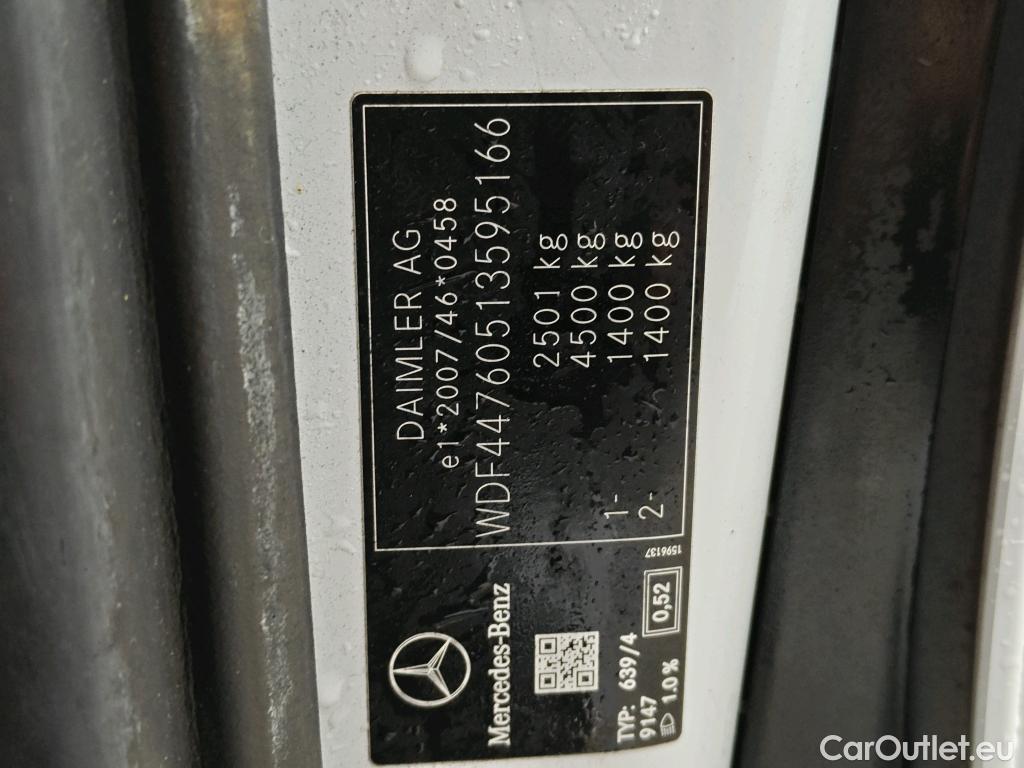 DAIMLER AG
e1*2007/46*0458
WDF44760513595166
2501 kg
4500 kg
1- 1400 kg
2- 1400 kg
1596137
Mercedes-Benz
TYP: 639/4
9147
0,52
1.0 %
CarOutlet.eu